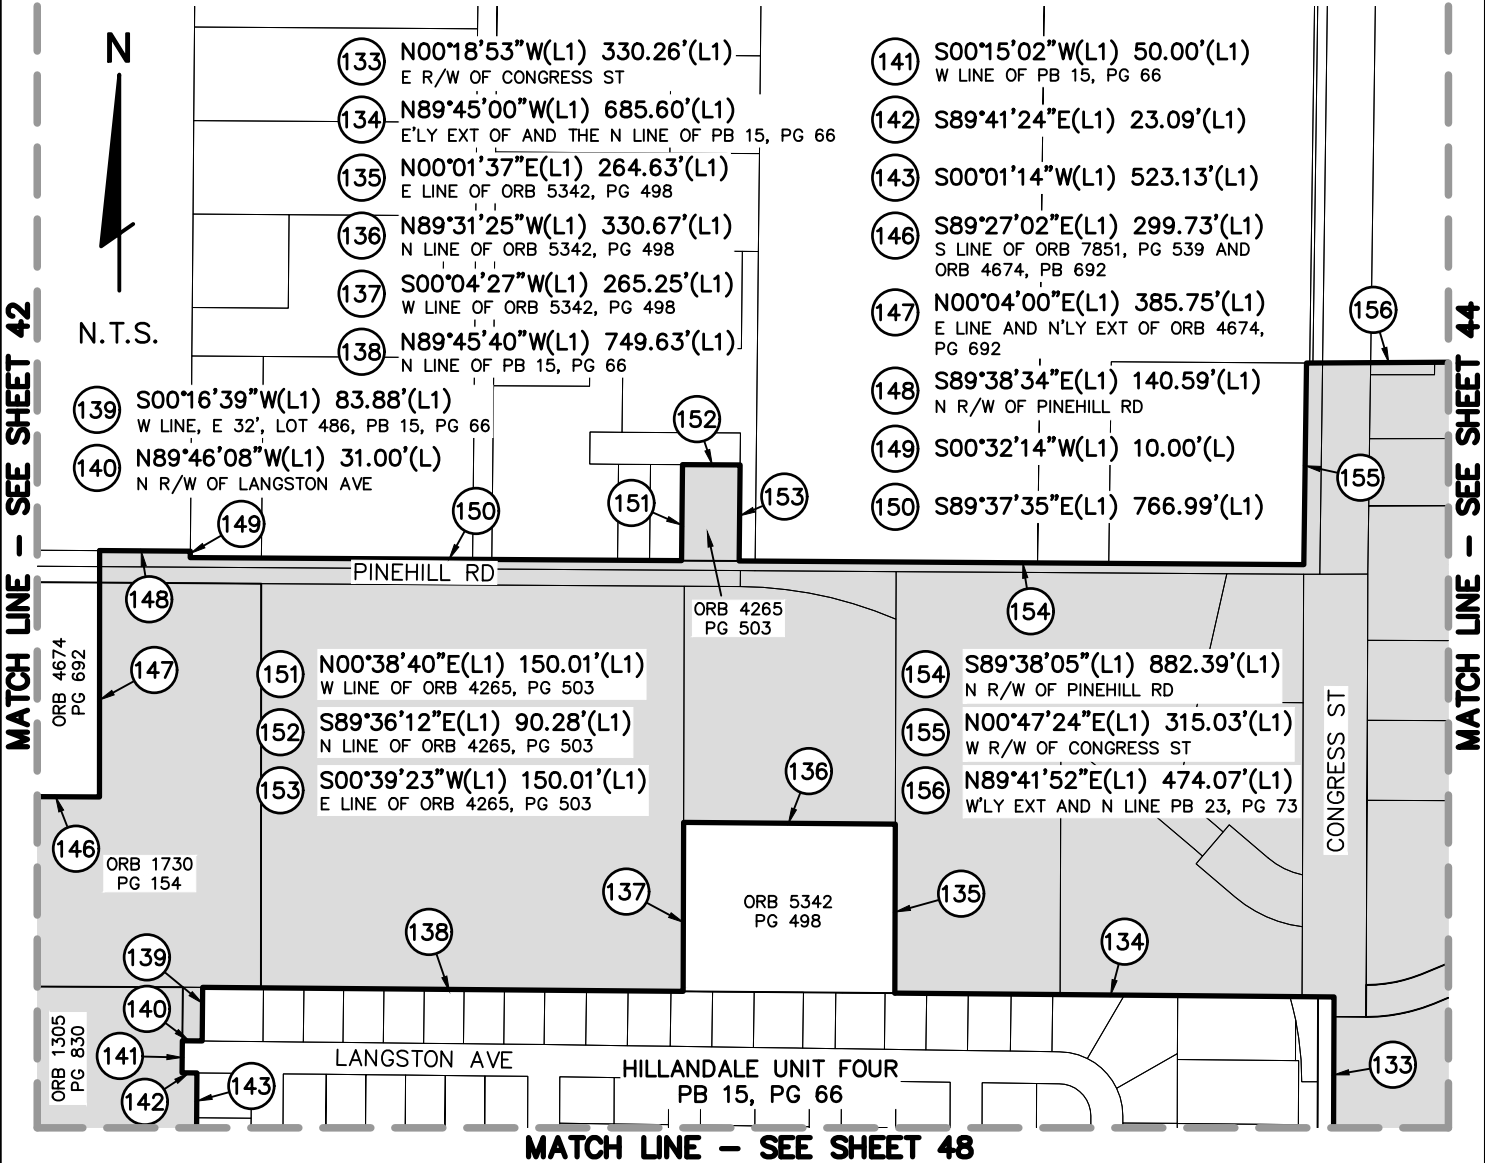 N
N.T.S.
133 N00°18'53"W(L1) 330.26'(L1)
E R/W OF CONGRESS ST
134 N89°45'00"W(L1) 685.60'(L1)
E'LY EXT OF AND THE N LINE OF PB 15, PG 66
135 N00°01'37"E(L1) 264.63'(L1)
E LINE OF ORB 5342, PG 498
136 N89°31'25"W(L1) 330.67'(L1)
N LINE OF ORB 5342, PG 498
137 S00°04'27"W(L1) 265.25'(L1)
W LINE OF ORB 5342, PG 498
138 N89°45'40"W(L1) 749.63'(L1)
N LINE OF PB 15, PG 66
139 S00°16'39"W(L1) 83.88'(L1)
W LINE, E 32', LOT 486, PB 15, PG 66
140 N89°46'08"W(L1) 31.00'(L)
N R/W OF LANGSTON AVE
141 S00°15'02"W(L1) 50.00'(L1)
W LINE OF PB 15, PG 66
142 S89°41'24"E(L1) 23.09'(L1)
143 S00°01'14"W(L1) 523.13'(L1)
146 S89°27'02"E(L1) 299.73'(L1)
S LINE OF ORB 7851, PG 539 AND
ORB 4674, PB 692
147 N00°04'00"E(L1) 385.75'(L1)
E LINE AND N'LY EXT OF ORB 4674,
PG 692
148 S89°38'34"E(L1) 140.59'(L1)
N R/W OF PINEHILL RD
149 S00°32'14"W(L1) 10.00'(L)
150 S89°37'35"E(L1) 766.99'(L1)
156
155
152
151
153
150
149
148
147
146
154
MATCH LINE – SEE SHEET 42
MATCH LINE – SEE SHEET 44
PINEHILL RD
ORB 4265
PG 503
ORB 4674
PG 692
151 N00°38'40"E(L1) 150.01'(L1)
W LINE OF ORB 4265, PG 503
152 S89°36'12"E(L1) 90.28'(L1)
N LINE OF ORB 4265, PG 503
153 S00°39'23"W(L1) 150.01'(L1)
E LINE OF ORB 4265, PG 503
154 S89°38'05"(L1) 882.39'(L1)
N R/W OF PINEHILL RD
155 N00°47'24"E(L1) 315.03'(L1)
W R/W OF CONGRESS ST
156 N89°41'52"E(L1) 474.07'(L1)
W'LY EXT AND N LINE PB 23, PG 73
CONGRESS ST
136
137
135
134
138
139
140
141
142
143
133
ORB 1730
PG 154
ORB 5342
PG 498
ORB 1305
PG 830
LANGSTON AVE
HILLANDALE UNIT FOUR
PB 15, PG 66
MATCH LINE – SEE SHEET 48